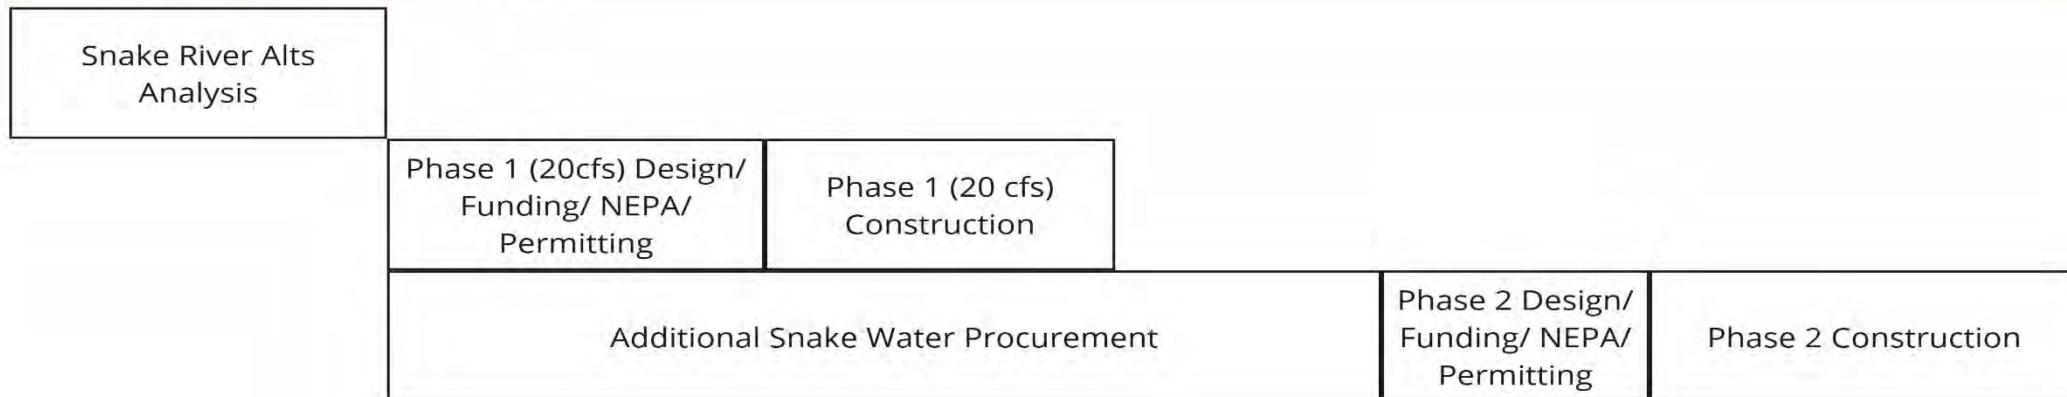 Snake River Alts
Analysis
Phase 1 (20cfs) Design/
Funding/ NEPA/
Permitting
Phase 1 (20 cfs)
Construction
Additional Snake Water Procurement
Phase 2 Design/
Funding/ NEPA/
Permitting
Phase 2 Construction